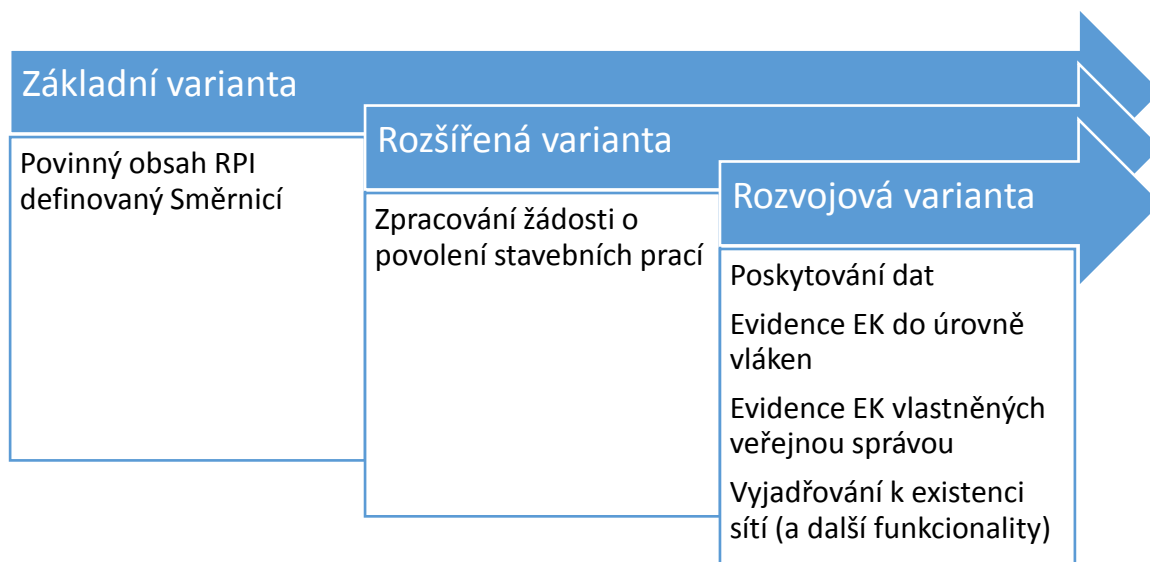 Základní varianta
Povinný obsah RPI
definovaný Směrnicí
Rozšířená varianta
Zpracování žádosti o
povolení stavebních prací
Rozvojová varianta
Poskytování dat
Evidence EK do úrovně
vláken
Evidence EK vlastněných
veřejnou správou
Vyjadřování k existenci
sítí (a další funkcionality)